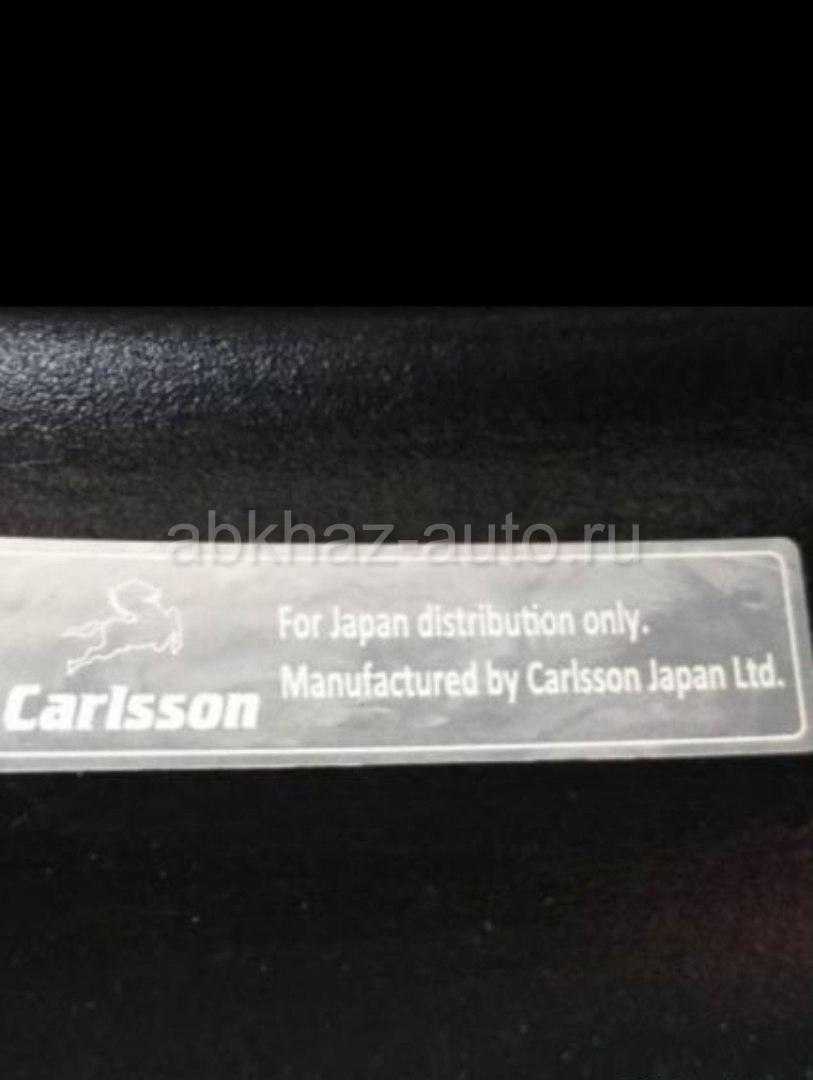 abkhaz-auto.ru
For Japan distribution only.
Manufactured by Carlsson Japan Ltd.
Carlsson